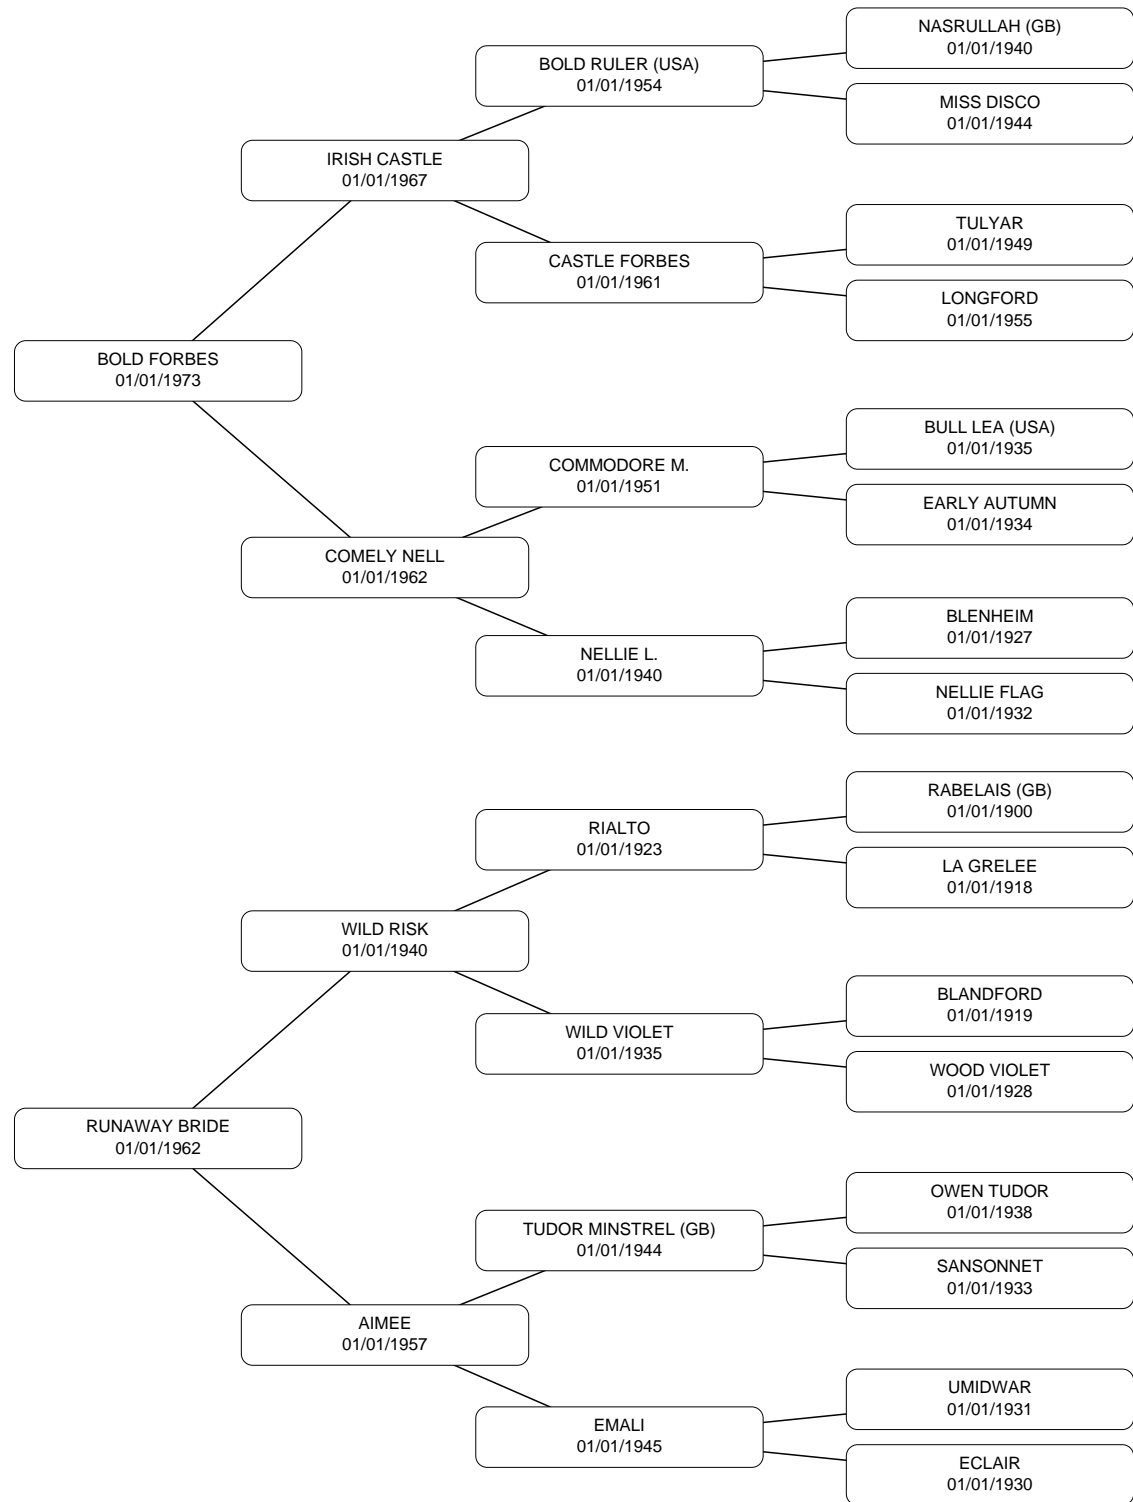 NASRULLAH (GB)
01/01/1940
BOLD RULER (USA)
01/01/1954
MISS DISCO
01/01/1944
IRISH CASTLE
01/01/1967
TULYAR
01/01/1949
CASTLE FORBES
01/01/1961
LONGFORD
01/01/1955
BOLD FORBES
01/01/1973
BULL LEA (USA)
01/01/1935
COMMODORE M.
01/01/1951
EARLY AUTUMN
01/01/1934
COMELY NELL
01/01/1962
BLENHEIM
01/01/1927
NELLIE L.
01/01/1940
NELLIE FLAG
01/01/1932
RABELAIS (GB)
01/01/1900
RIALTO
01/01/1923
LA GRELEE
01/01/1918
WILD RISK
01/01/1940
BLANDFORD
01/01/1919
WILD VIOLET
01/01/1935
WOOD VIOLET
01/01/1928
RUNAWAY BRIDE
01/01/1962
OWEN TUDOR
01/01/1938
TUDOR MINSTREL (GB)
01/01/1944
SANSONNET
01/01/1933
AIMEE
01/01/1957
UMIDWAR
01/01/1931
EMALI
01/01/1945
ECLAIR
01/01/1930